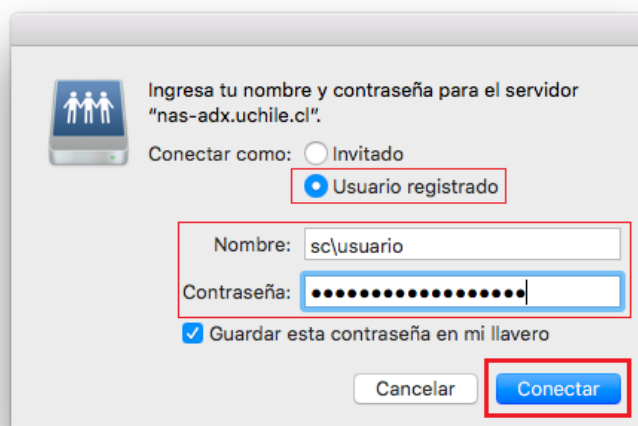 Ingresa tu nombre y contraseña para el servidor
“nas-adx.uchile.cl”.
Conectar como: Invitado
Usuario registrado
Nombre: sc\usuario
Contraseña: ••••••••••••••••••
Guardar esta contraseña en mi llavero
Cancelar Conectar